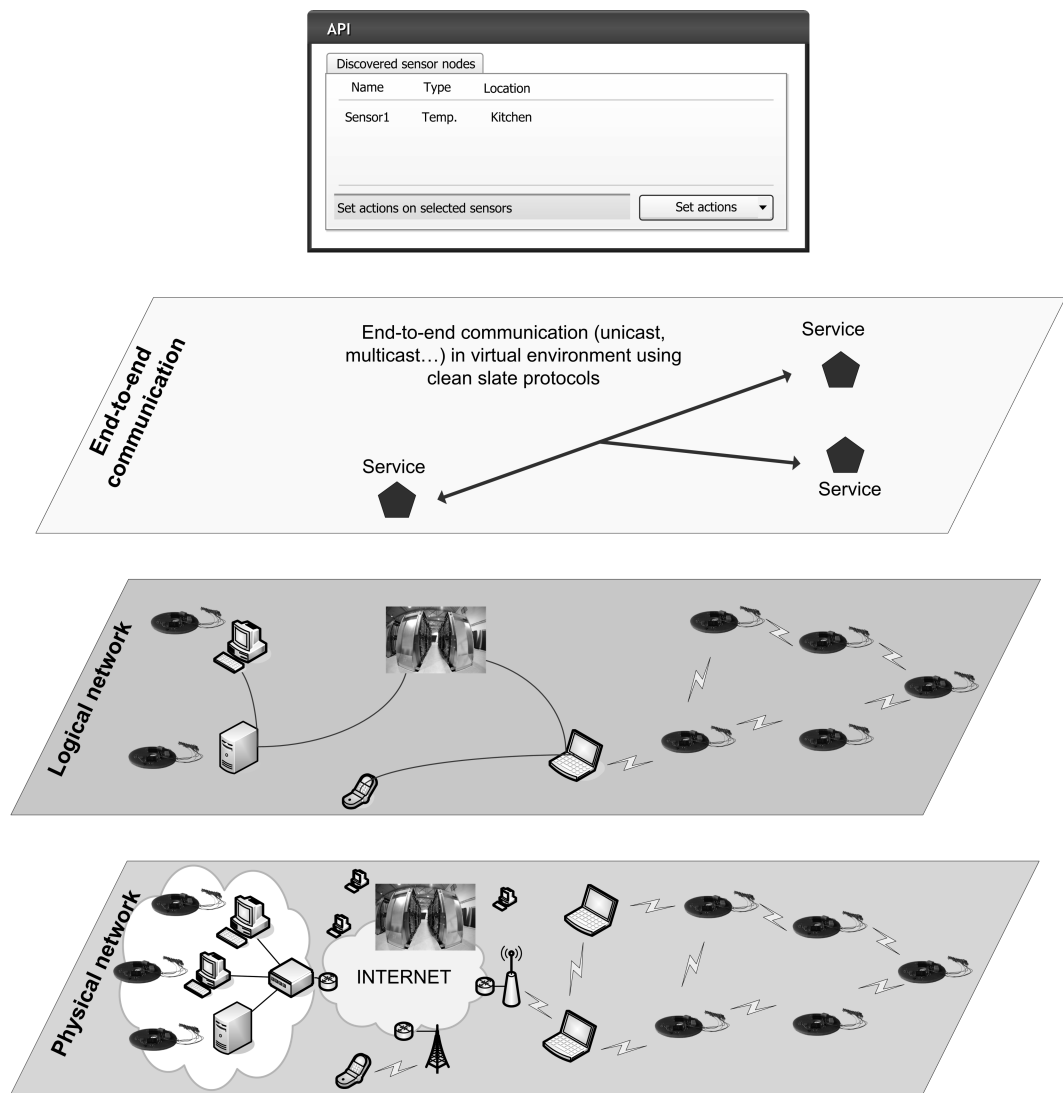 API
Discovered sensor nodes
Name Type Location
Sensor1 Temp. Kitchen
Set actions on selected sensors Set actions
End-to-end
communication
End-to-end communication (unicast,
multicast…) in virtual environment using
clean slate protocols
Service
Service
Service
Logical network
Physical network
INTERNET